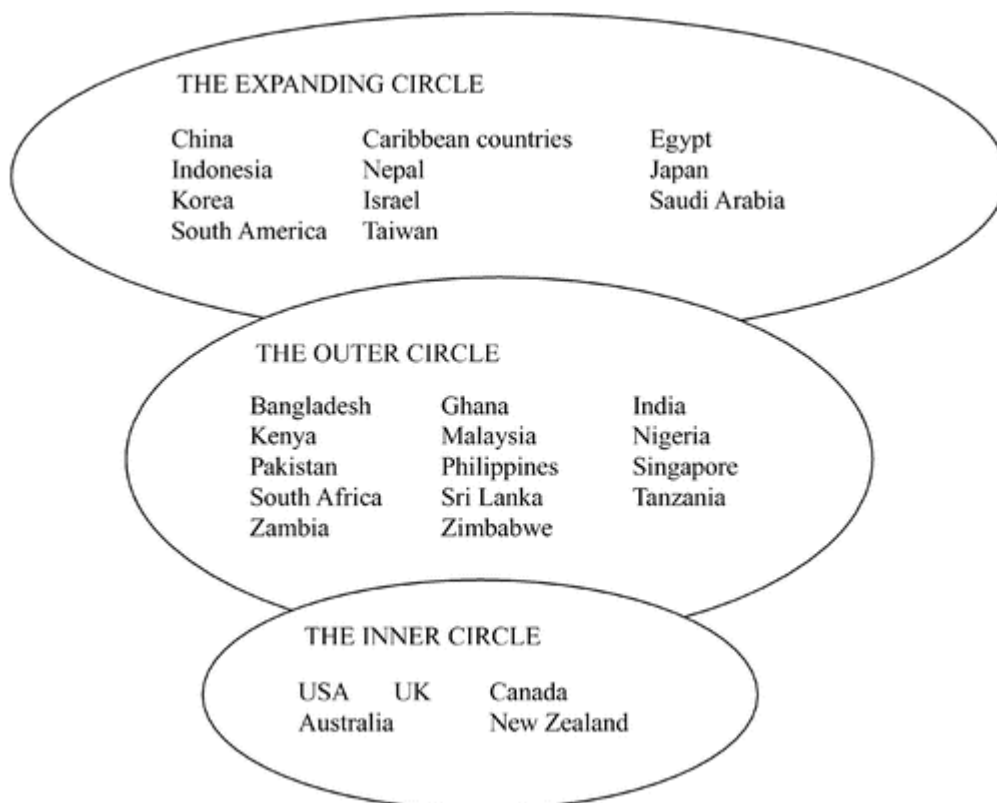 THE EXPANDING CIRCLE
China Caribbean countries Egypt
Indonesia Nepal Japan
Korea Israel Saudi Arabia
South America Taiwan
THE OUTER CIRCLE
Bangladesh Ghana India
Kenya Malaysia Nigeria
Pakistan Philippines Singapore
South Africa Sri Lanka Tanzania
Zambia Zimbabwe
THE INNER CIRCLE
USA UK Canada
Australia New Zealand